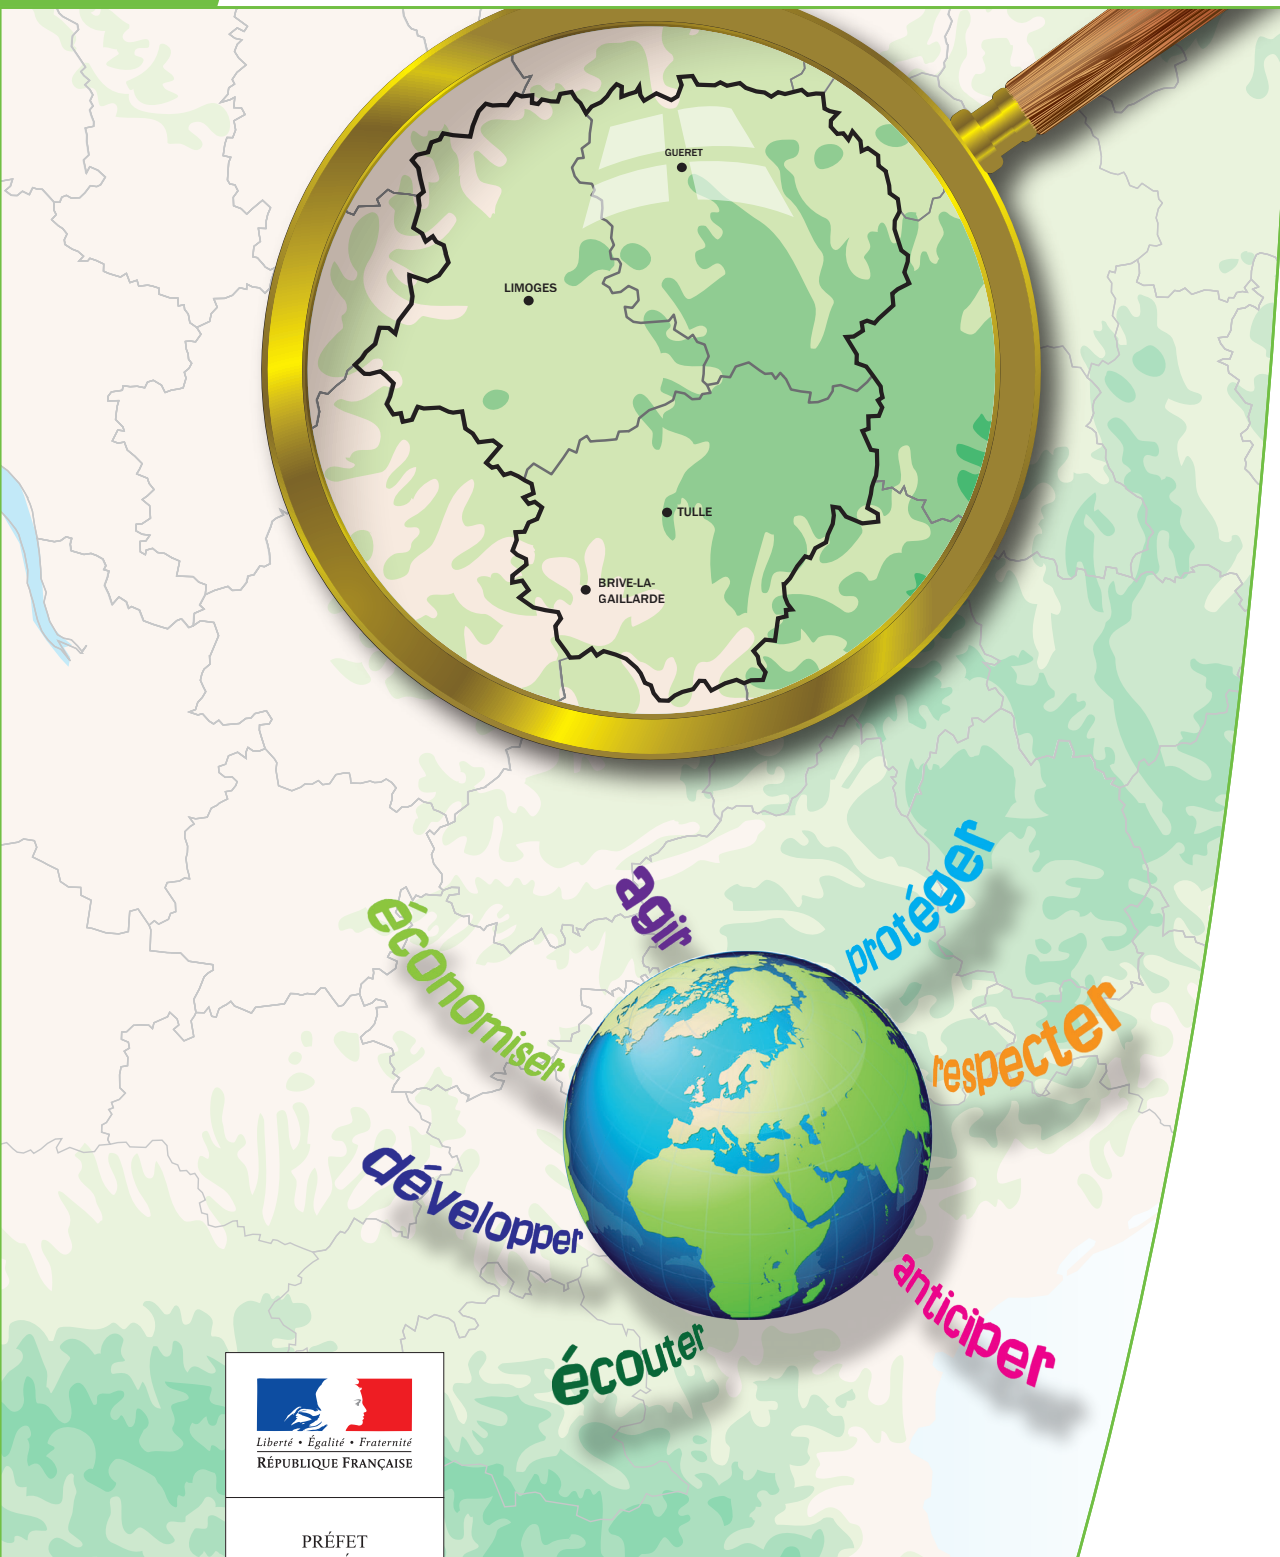 GUERET
LIMOGES
TULLE
BRIVE-LA-
GAILLARDE
agir
protéger
économiser
respecter
développer
anticiper
écouter
Liberté • Égalité • Fraternité
RÉPUBLIQUE FRANÇAISE
PRÉFET